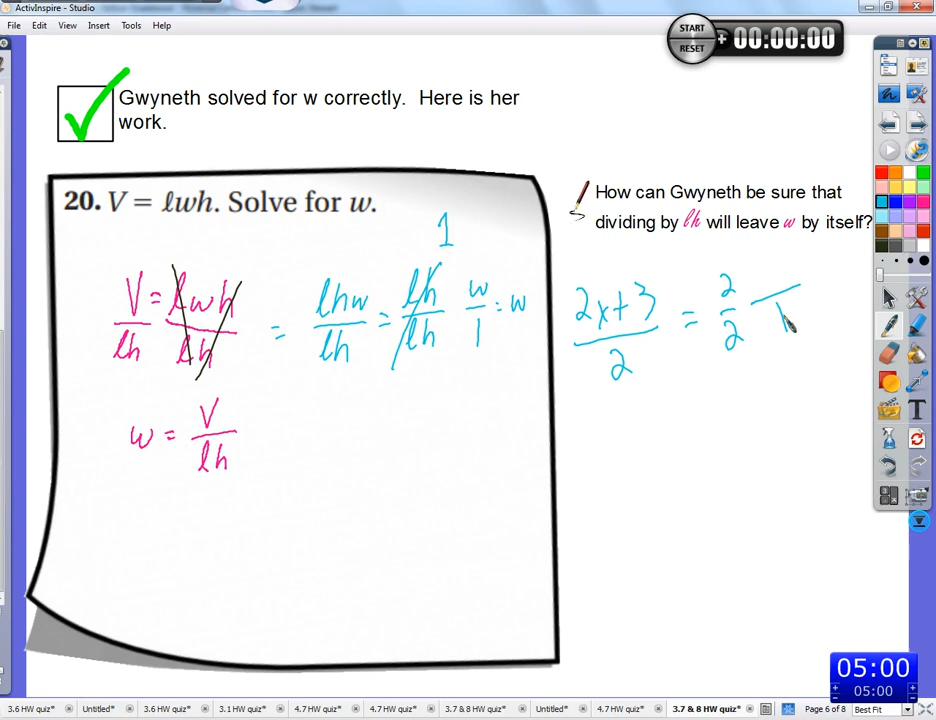 ActivInspire - Studio
File Edit View Insert Tools Help
START
RESET
00:00:00
Gwyneth solved for w correctly. Here is her
work.
20. V = ℓwh. Solve for w.
How can Gwyneth be sure that
dividing by lh will leave w by itself?
1
V = lwh
lh lh
= lhw = lh w : w
lh lh 1
2x+3 = 2
2 2 1
w = V
lh
05:00
05:00
3.6 HW quiz* Untitled* 3.6 HW quiz* 3.1 HW quiz* 4.7 HW quiz* 4.7 HW quiz* 3.7 & 8 HW quiz* Untitled* 4.7 HW quiz* 3.7 & 8 HW quiz* Page 6 of 8 Best Fit